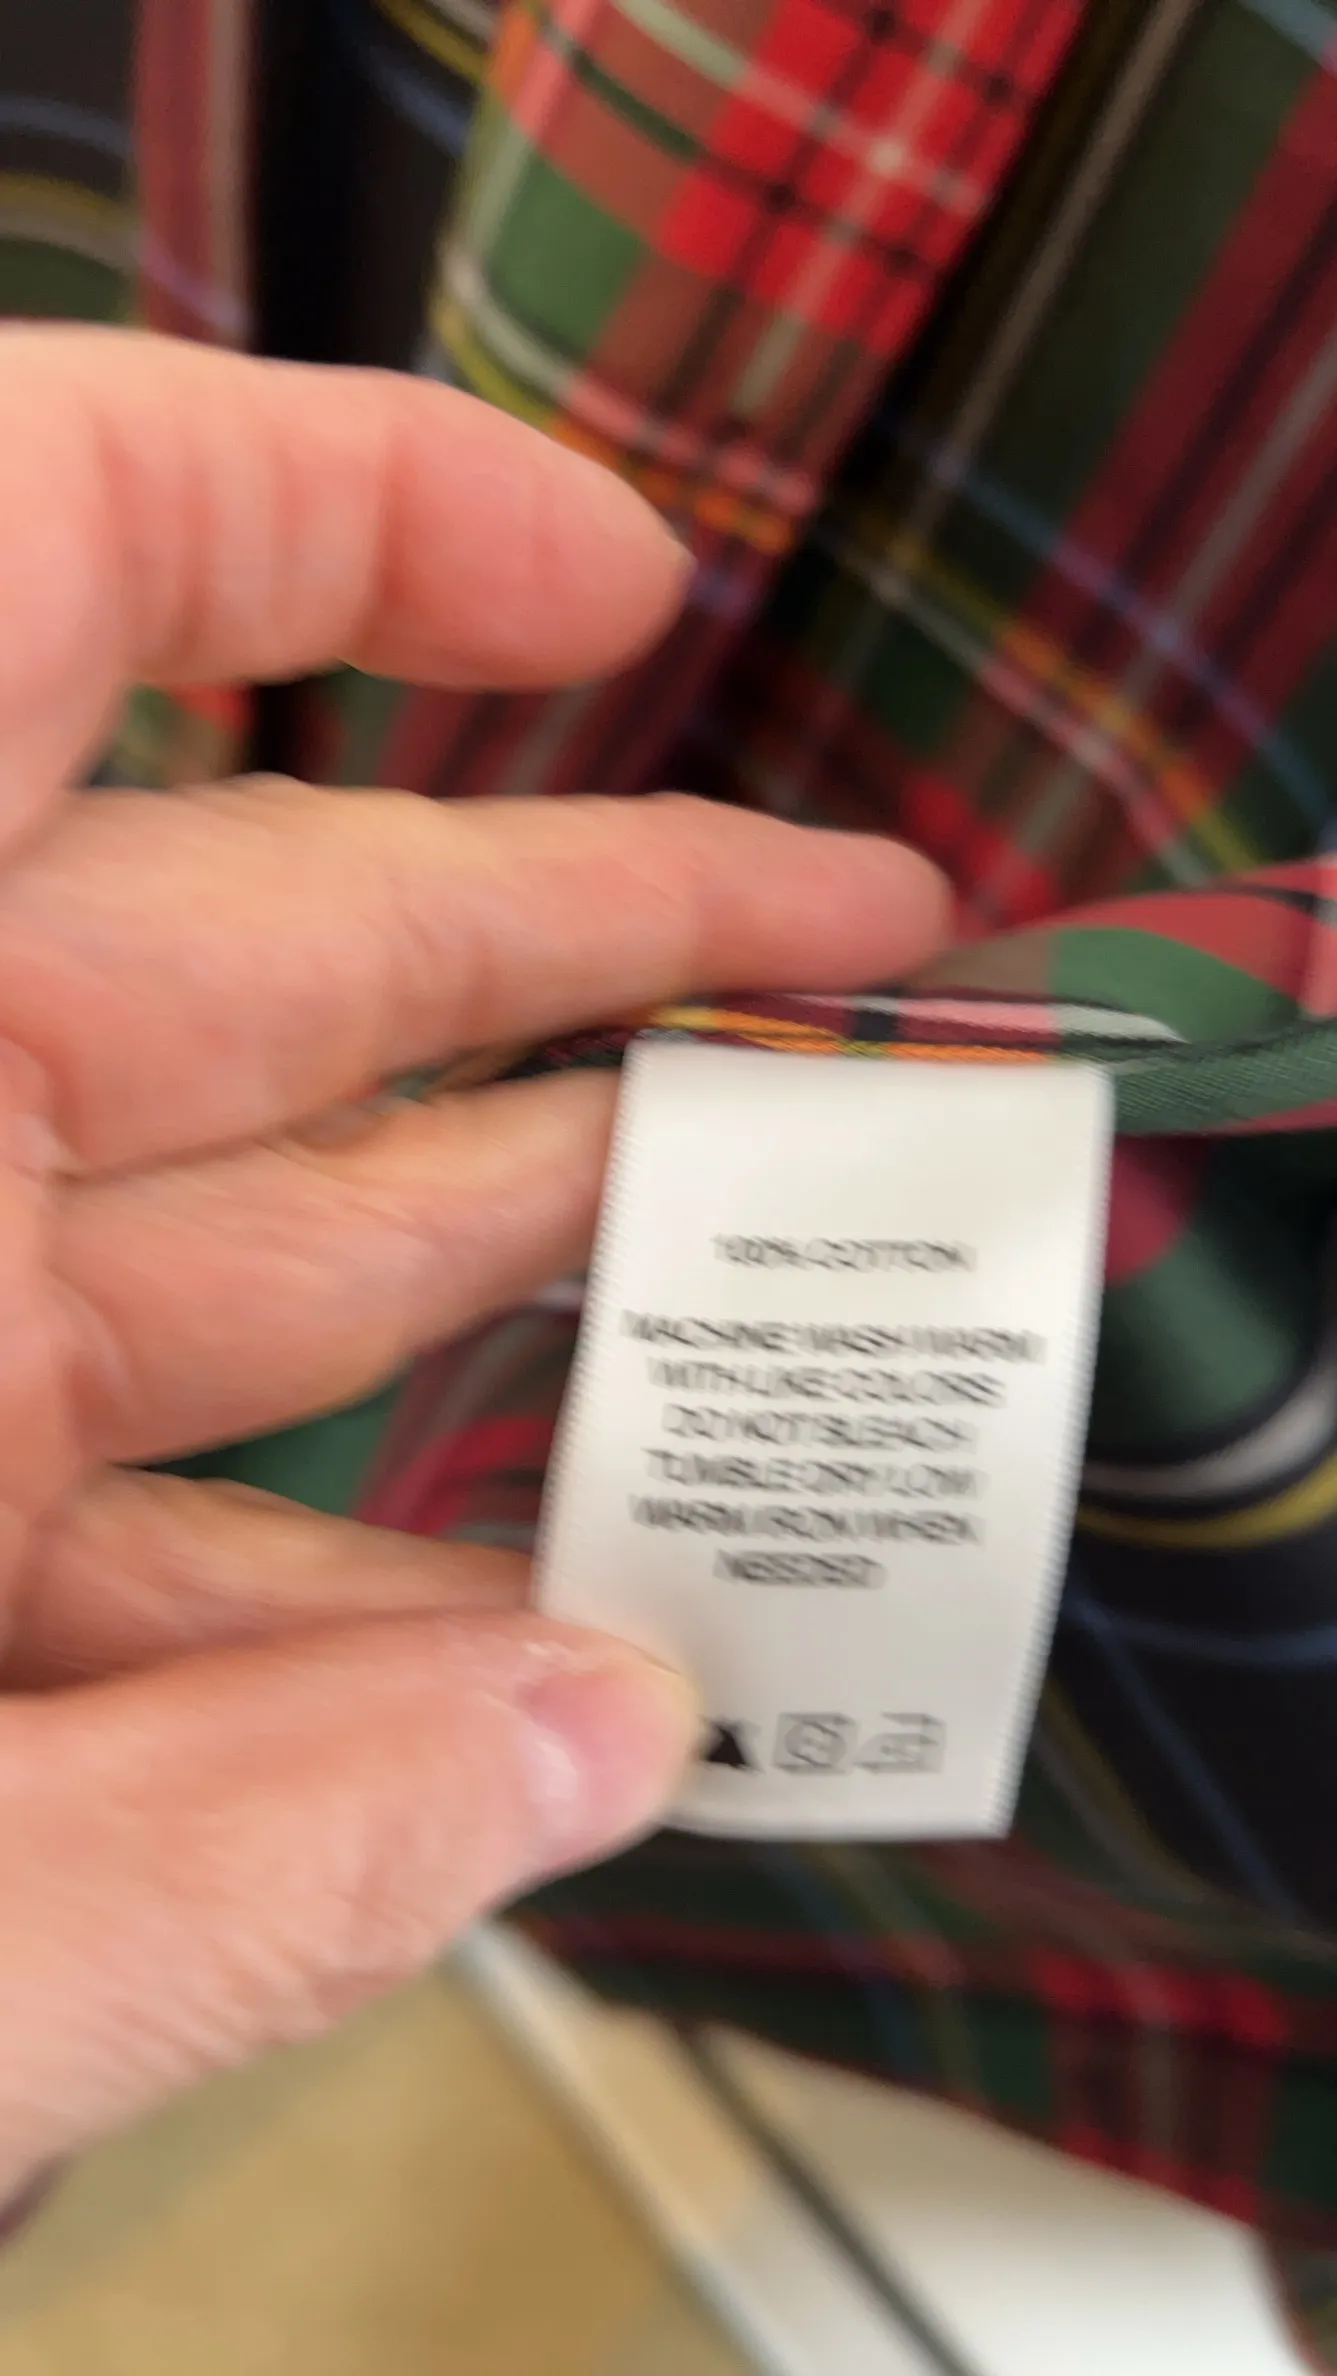 100% COTTON
MACHINE WASH WARM
WITH LIKE COLORS
DO NOT BLEACH
TUMBLE DRY LOW
WARM IRON WHEN
NEEDED